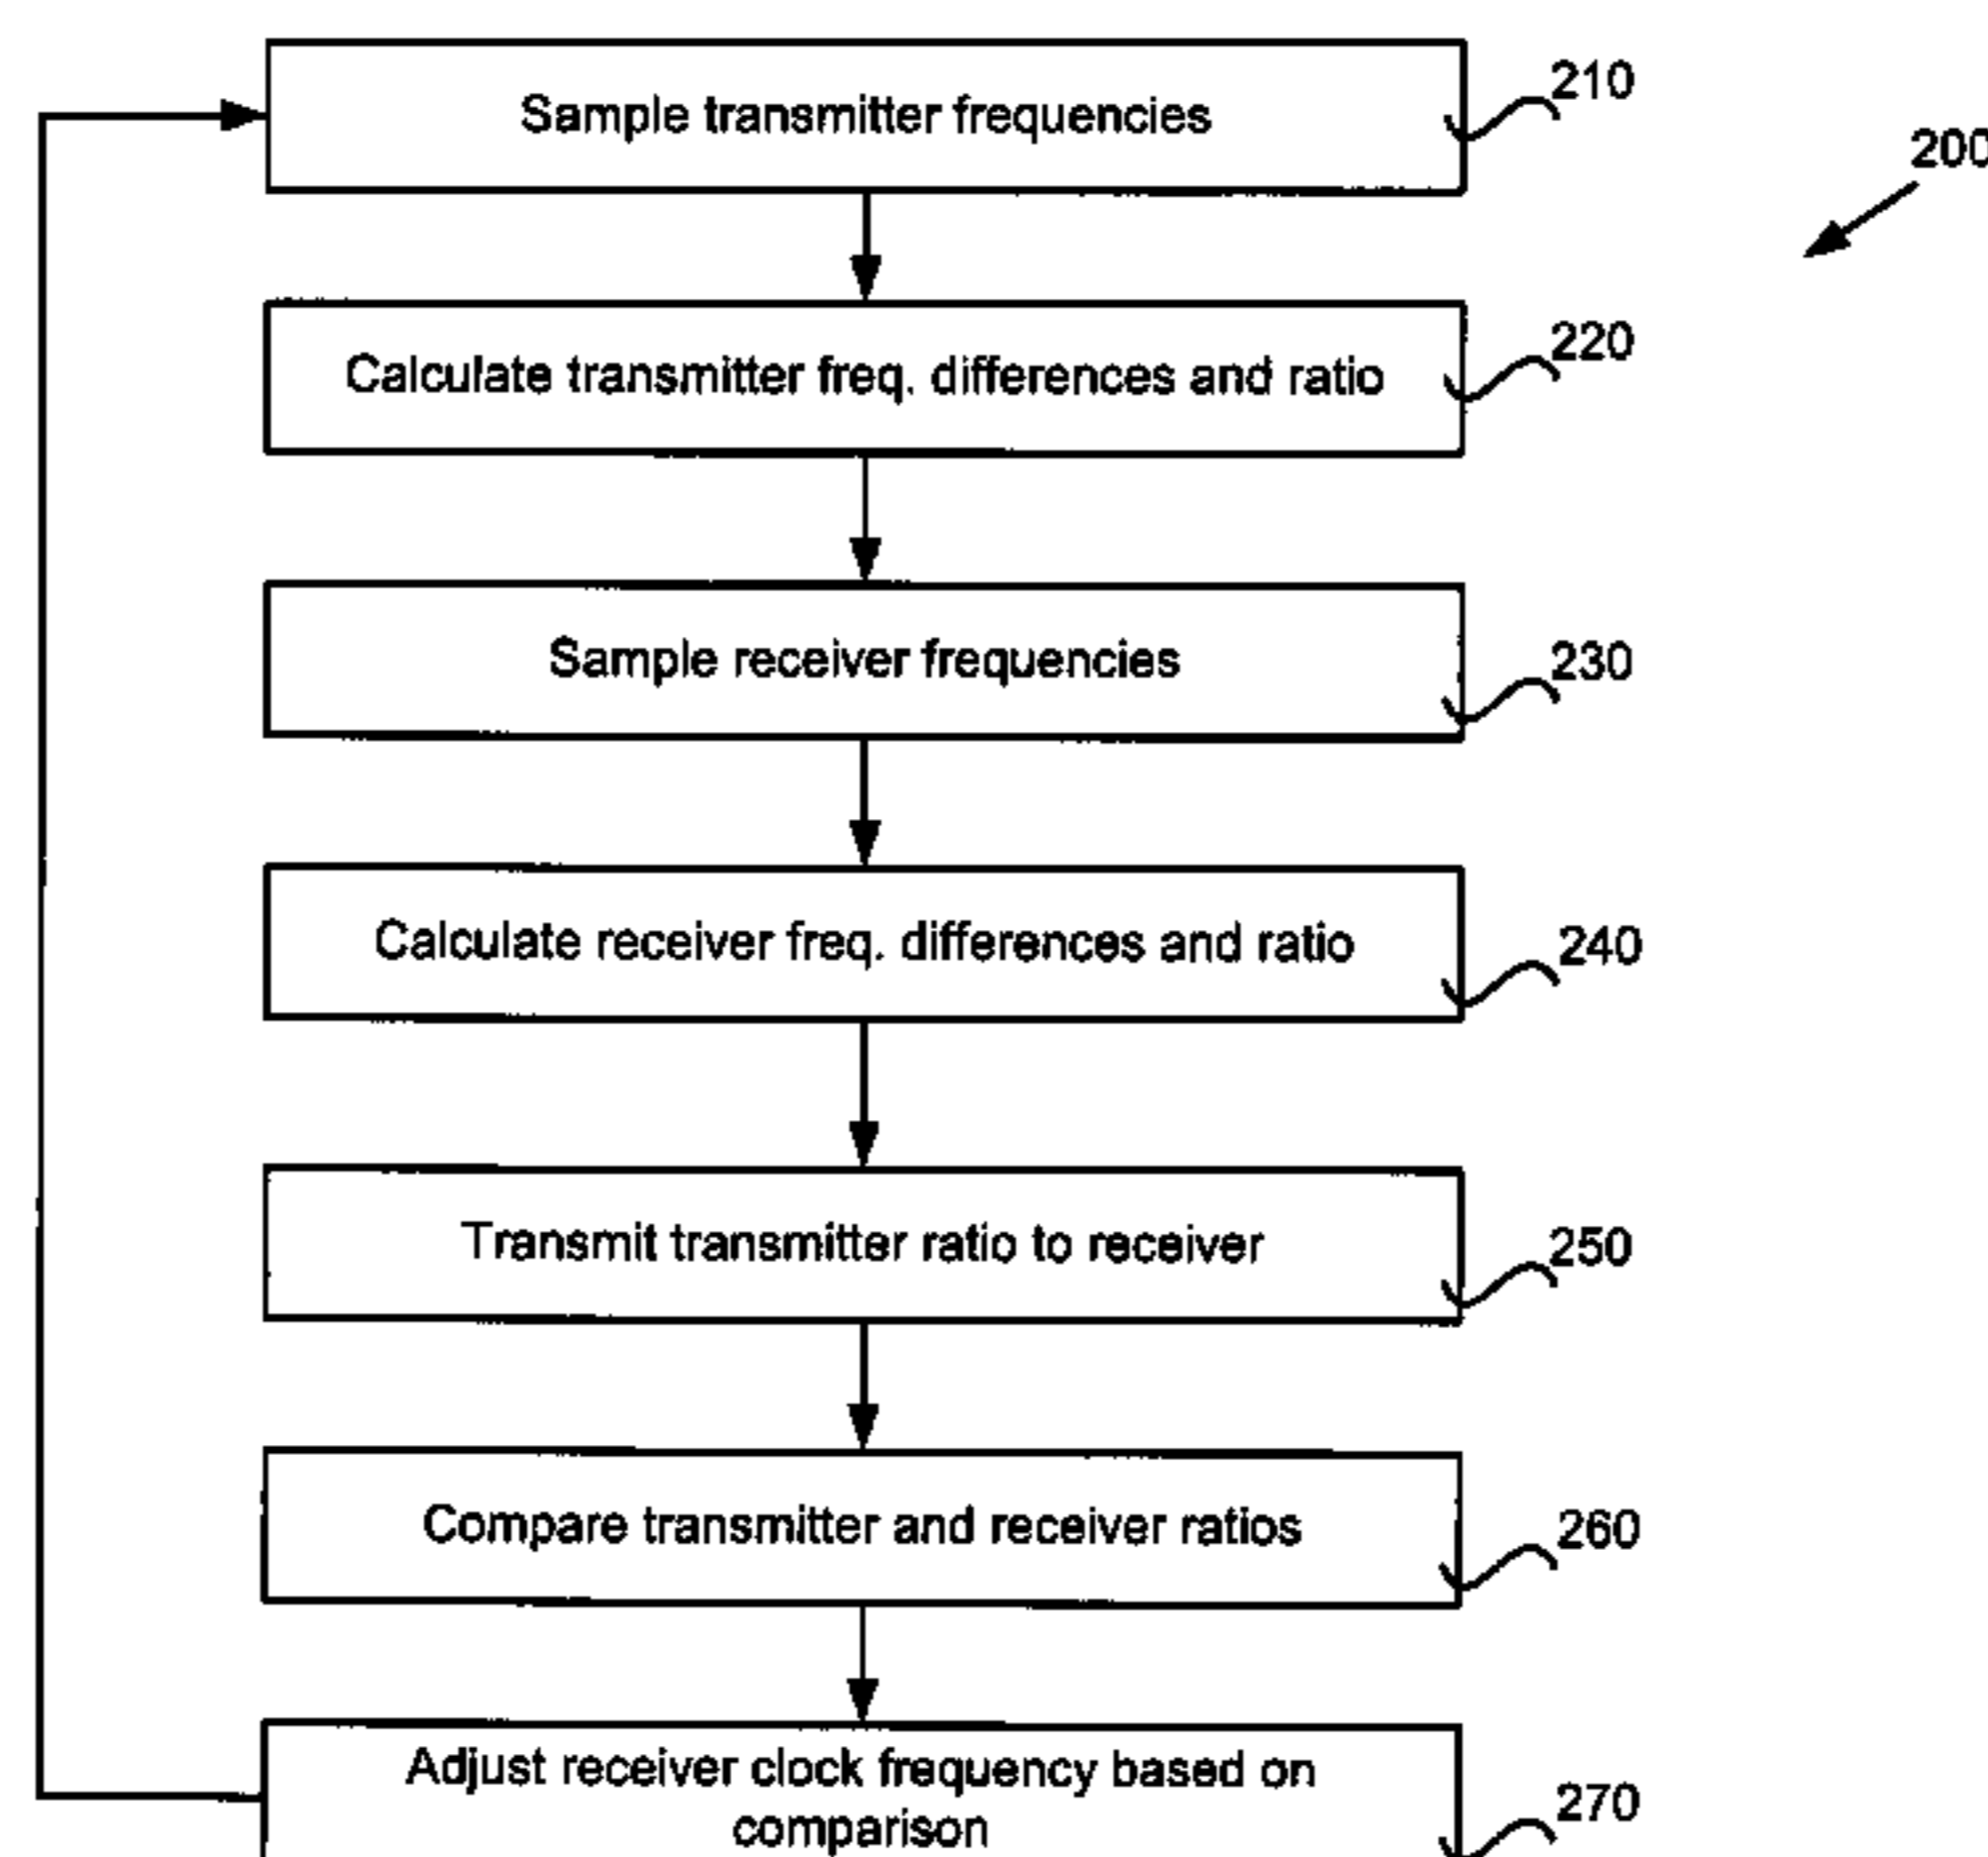 Sample transmitter frequencies
210
200
Calculate transmitter freq. differences and ratio
220
Sample receiver frequencies
230
Calculate receiver freq. differences and ratio
240
Transmit transmitter ratio to receiver
250
Compare transmitter and receiver ratios
260
Adjust receiver clock frequency based on
comparison
270